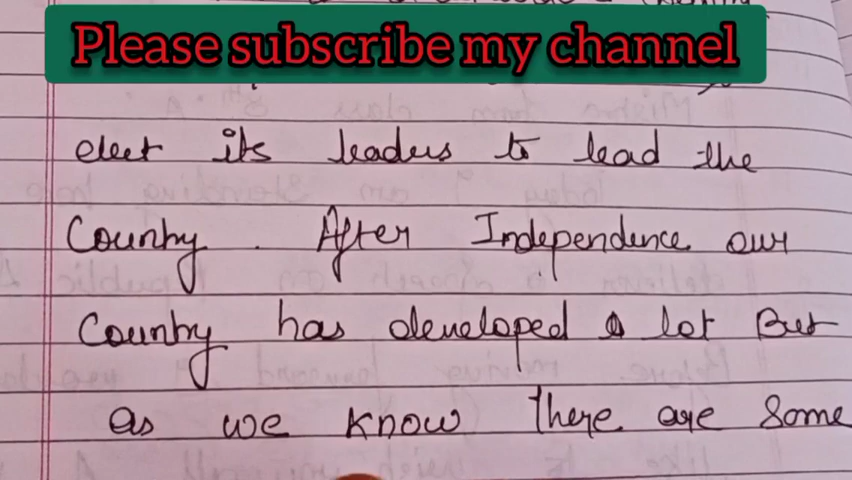 Please subscribe my channel
elect its leaders to lead the
Country. After Independence our
Country has developed a lot But
as we know there are some